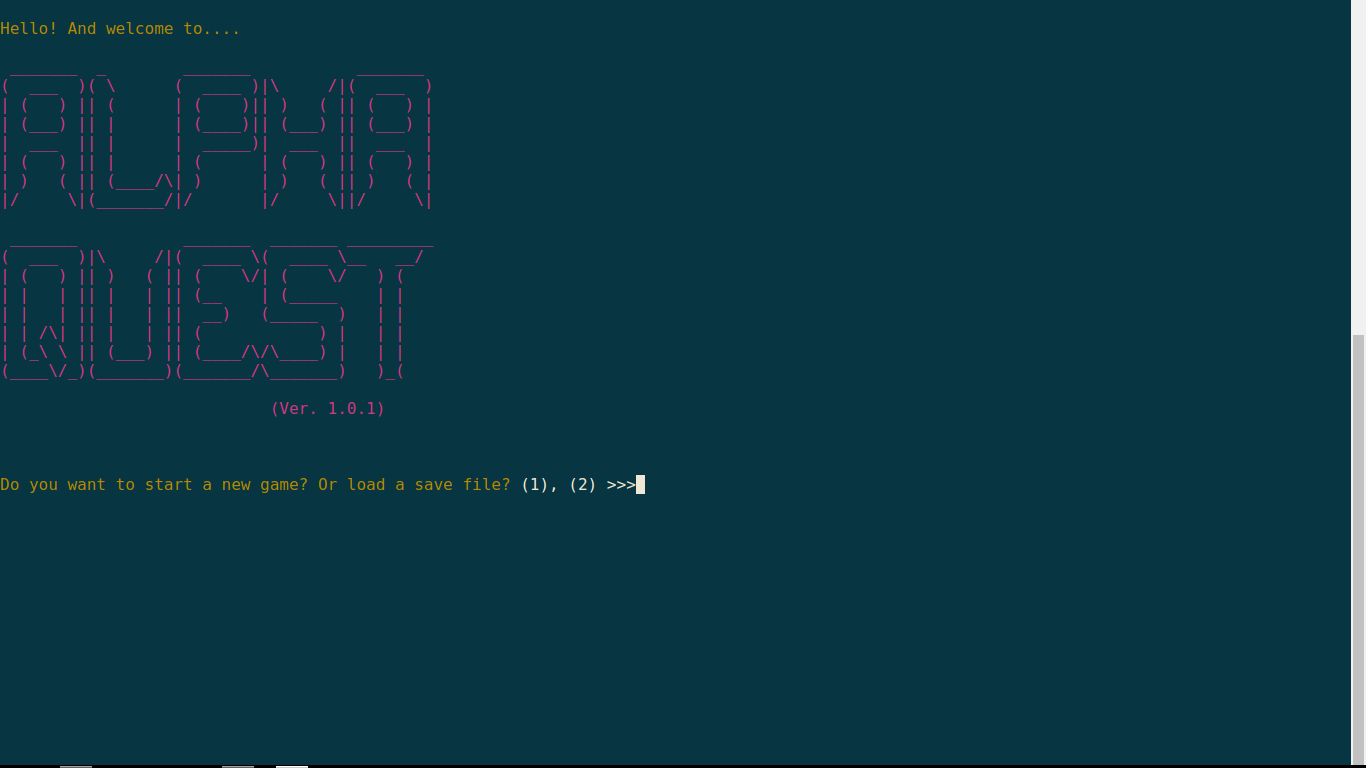 Hello! And welcome to....
ALPHA
QUEST
(Ver. 1.0.1)
Do you want to start a new game? Or load a save file? (1), (2) >>>